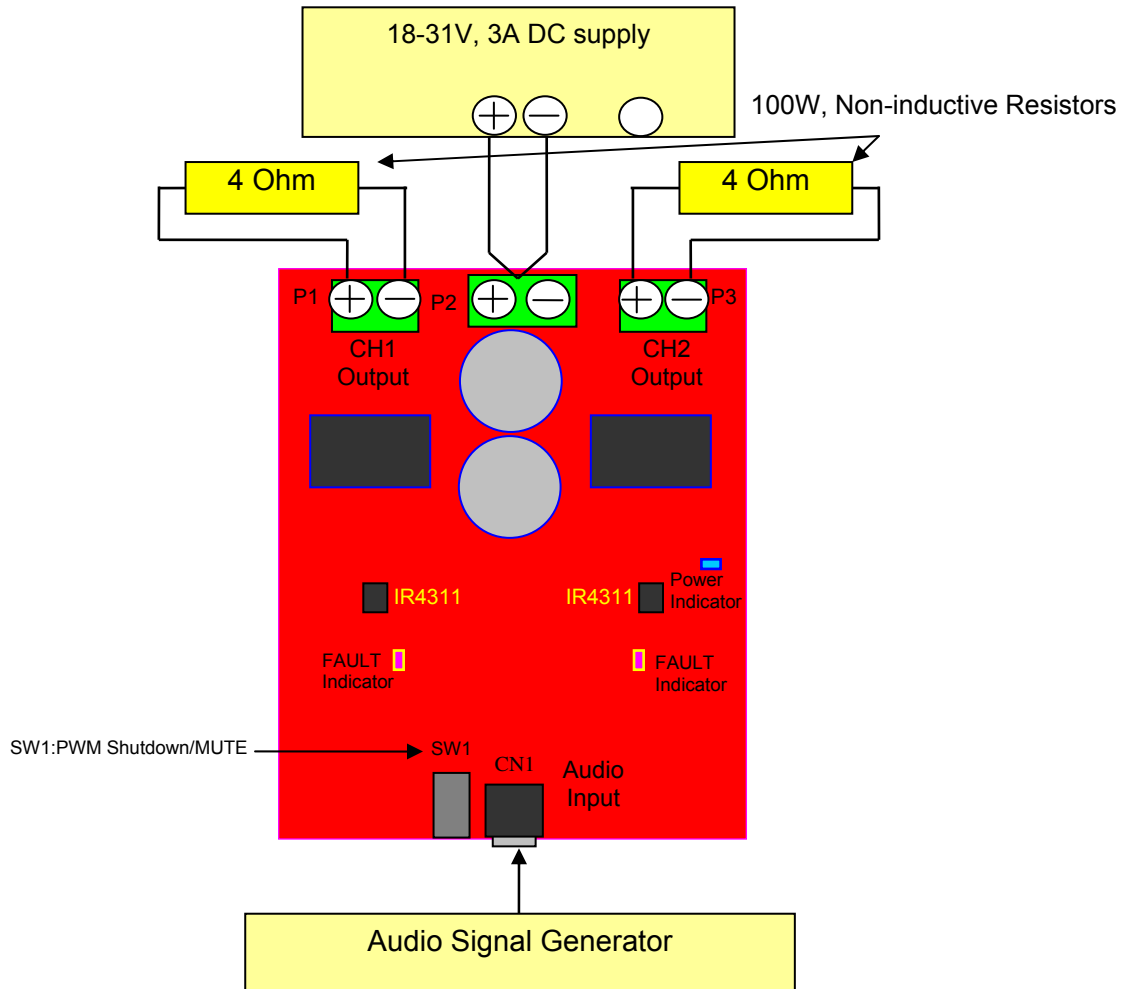 18-31V, 3A DC supply
100W, Non-inductive Resistors
4 Ohm
4 Ohm
P1
P2
P3
CH1
Output
CH2
Output
IR4311
IR4311
Power
Indicator
FAULT
Indicator
FAULT
Indicator
SW1:PWM Shutdown/MUTE
SW1
CN1
Audio
Input
Audio Signal Generator